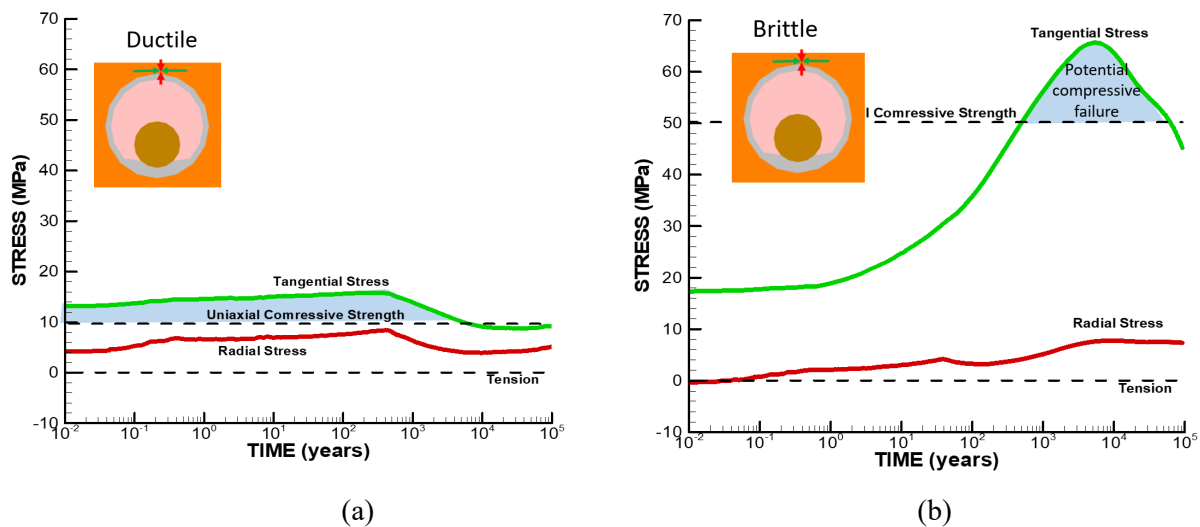 Ductile
70
60
50
40
30
20
10
0
-10
STRESS (MPa)
Tangential Stress
Uniaxial Comressive Strength
Radial Stress
Tension
10-2 10-1 100 101 102 103 104 105
TIME (years)
(a)
Brittle
70
60
50
40
30
20
10
0
-10
STRESS (MPa)
Tangential Stress
Potential
compressive
failure
l Comressive Strength
Radial Stress
Tension
10-2 10-1 100 101 102 103 104 105
TIME (years)
(b)